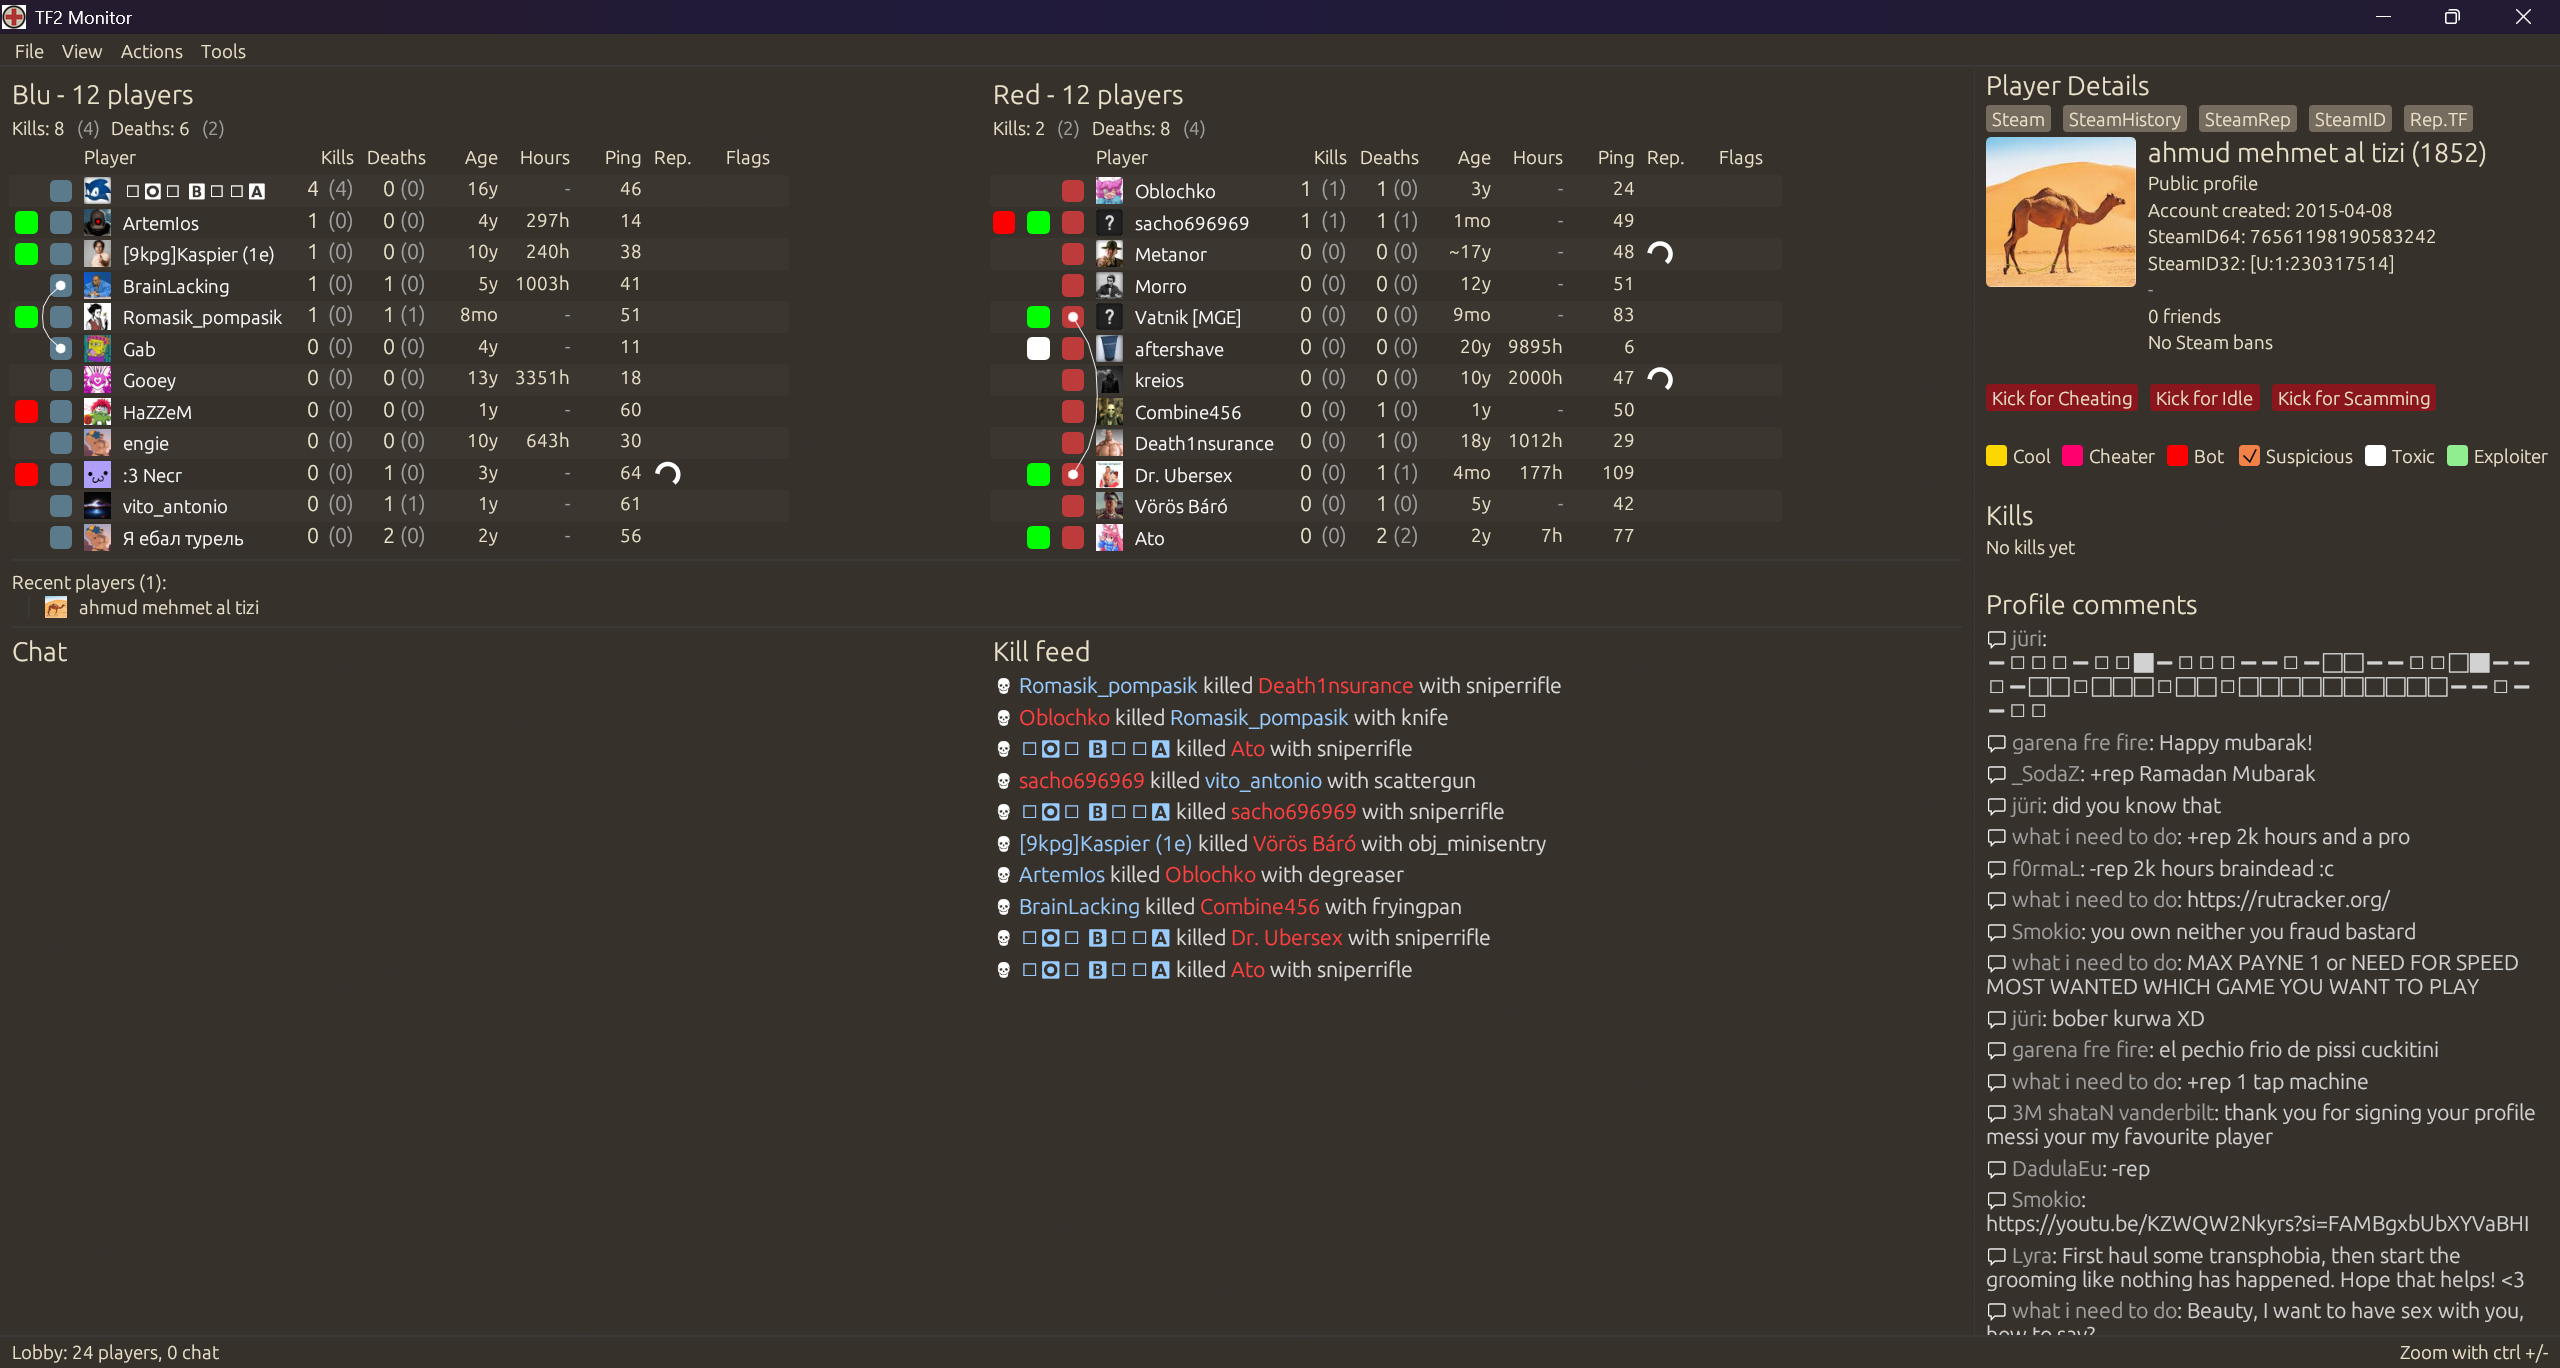 TF2 Monitor
File View Actions Tools
Blu - 12 players
Kills: 8 (4) Deaths: 6 (2)
Player Kills Deaths Age Hours Ping Rep. Flags
□🅾□ 🅱□□🅰 4 (4) 0 (0) 16y - 46
ArtemIos 1 (0) 0 (0) 4y 297h 14
[9kpg]Kaspier (1e) 1 (0) 0 (0) 10y 240h 38
BrainLacking 1 (0) 1 (0) 5y 1003h 41
Romasik_pompasik 1 (0) 1 (1) 8mo - 51
Gab 0 (0) 0 (0) 4y - 11
Gooey 0 (0) 0 (0) 13y 3351h 18
HaZZeM 0 (0) 0 (0) 1y - 60
engie 0 (0) 0 (0) 10y 643h 30
:3 Necr 0 (0) 1 (0) 3y - 64
vito_antonio 0 (0) 1 (1) 1y - 61
Я ебал турель 0 (0) 2 (0) 2y - 56
Red - 12 players
Kills: 2 (2) Deaths: 8 (4)
Player Kills Deaths Age Hours Ping Rep. Flags
Oblochko 1 (1) 1 (0) 3y - 24
sacho696969 1 (1) 1 (1) 1mo - 49
Metanor 0 (0) 0 (0) ~17y - 48
Morro 0 (0) 0 (0) 12y - 51
Vatnik [MGE] 0 (0) 0 (0) 9mo - 83
aftershave 0 (0) 0 (0) 20y 9895h 6
kreios 0 (0) 0 (0) 10y 2000h 47
Combine456 0 (0) 1 (0) 1y - 50
Death1nsurance 0 (0) 1 (0) 18y 1012h 29
Dr. Ubersex 0 (0) 1 (1) 4mo 177h 109
Vörös Báró 0 (0) 1 (0) 5y - 42
Ato 0 (0) 2 (2) 2y 7h 77
Recent players (1):
ahmud mehmet al tizi
Chat
Kill feed
Romasik_pompasik killed Death1nsurance with sniperrifle
Oblochko killed Romasik_pompasik with knife
□🅾□ 🅱□□🅰 killed Ato with sniperrifle
sacho696969 killed vito_antonio with scattergun
□🅾□ 🅱□□🅰 killed sacho696969 with sniperrifle
[9kpg]Kaspier (1e) killed Vörös Báró with obj_minisentry
ArtemIos killed Oblochko with degreaser
BrainLacking killed Combine456 with fryingpan
□🅾□ 🅱□□🅰 killed Dr. Ubersex with sniperrifle
□🅾□ 🅱□□🅰 killed Ato with sniperrifle
Player Details
Steam SteamHistory SteamRep SteamID Rep.TF
ahmud mehmet al tizi (1852)
Public profile
Account created: 2015-04-08
SteamID64: 76561198190583242
SteamID32: [U:1:230317514]
-
0 friends
No Steam bans
Kick for Cheating Kick for Idle Kick for Scamming
Cool Cheater Bot Suspicious Toxic Exploiter
Kills
No kills yet
Profile comments
jüri:
garena fre fire: Happy mubarak!
_SodaZ: +rep Ramadan Mubarak
jüri: did you know that
what i need to do: +rep 2k hours and a pro
f0rmaL: -rep 2k hours braindead :c
what i need to do: https://rutracker.org/
Smokio: you own neither you fraud bastard
what i need to do: MAX PAYNE 1 or NEED FOR SPEED
MOST WANTED WHICH GAME YOU WANT TO PLAY
jüri: bober kurwa XD
garena fre fire: el pechio frio de pissi cuckitini
what i need to do: +rep 1 tap machine
3M shataN vanderbilt: thank you for signing your profile
messi your my favourite player
DadulaEu: -rep
Smokio:
https://youtu.be/KZWQW2Nkyrs?si=FAMBgxbUbXYVaBHI
Lyra: First haul some transphobia, then start the
grooming like nothing has happened. Hope that helps! <3
what i need to do: Beauty, I want to have sex with you,
how to say?
Lobby: 24 players, 0 chat
Zoom with ctrl +/-